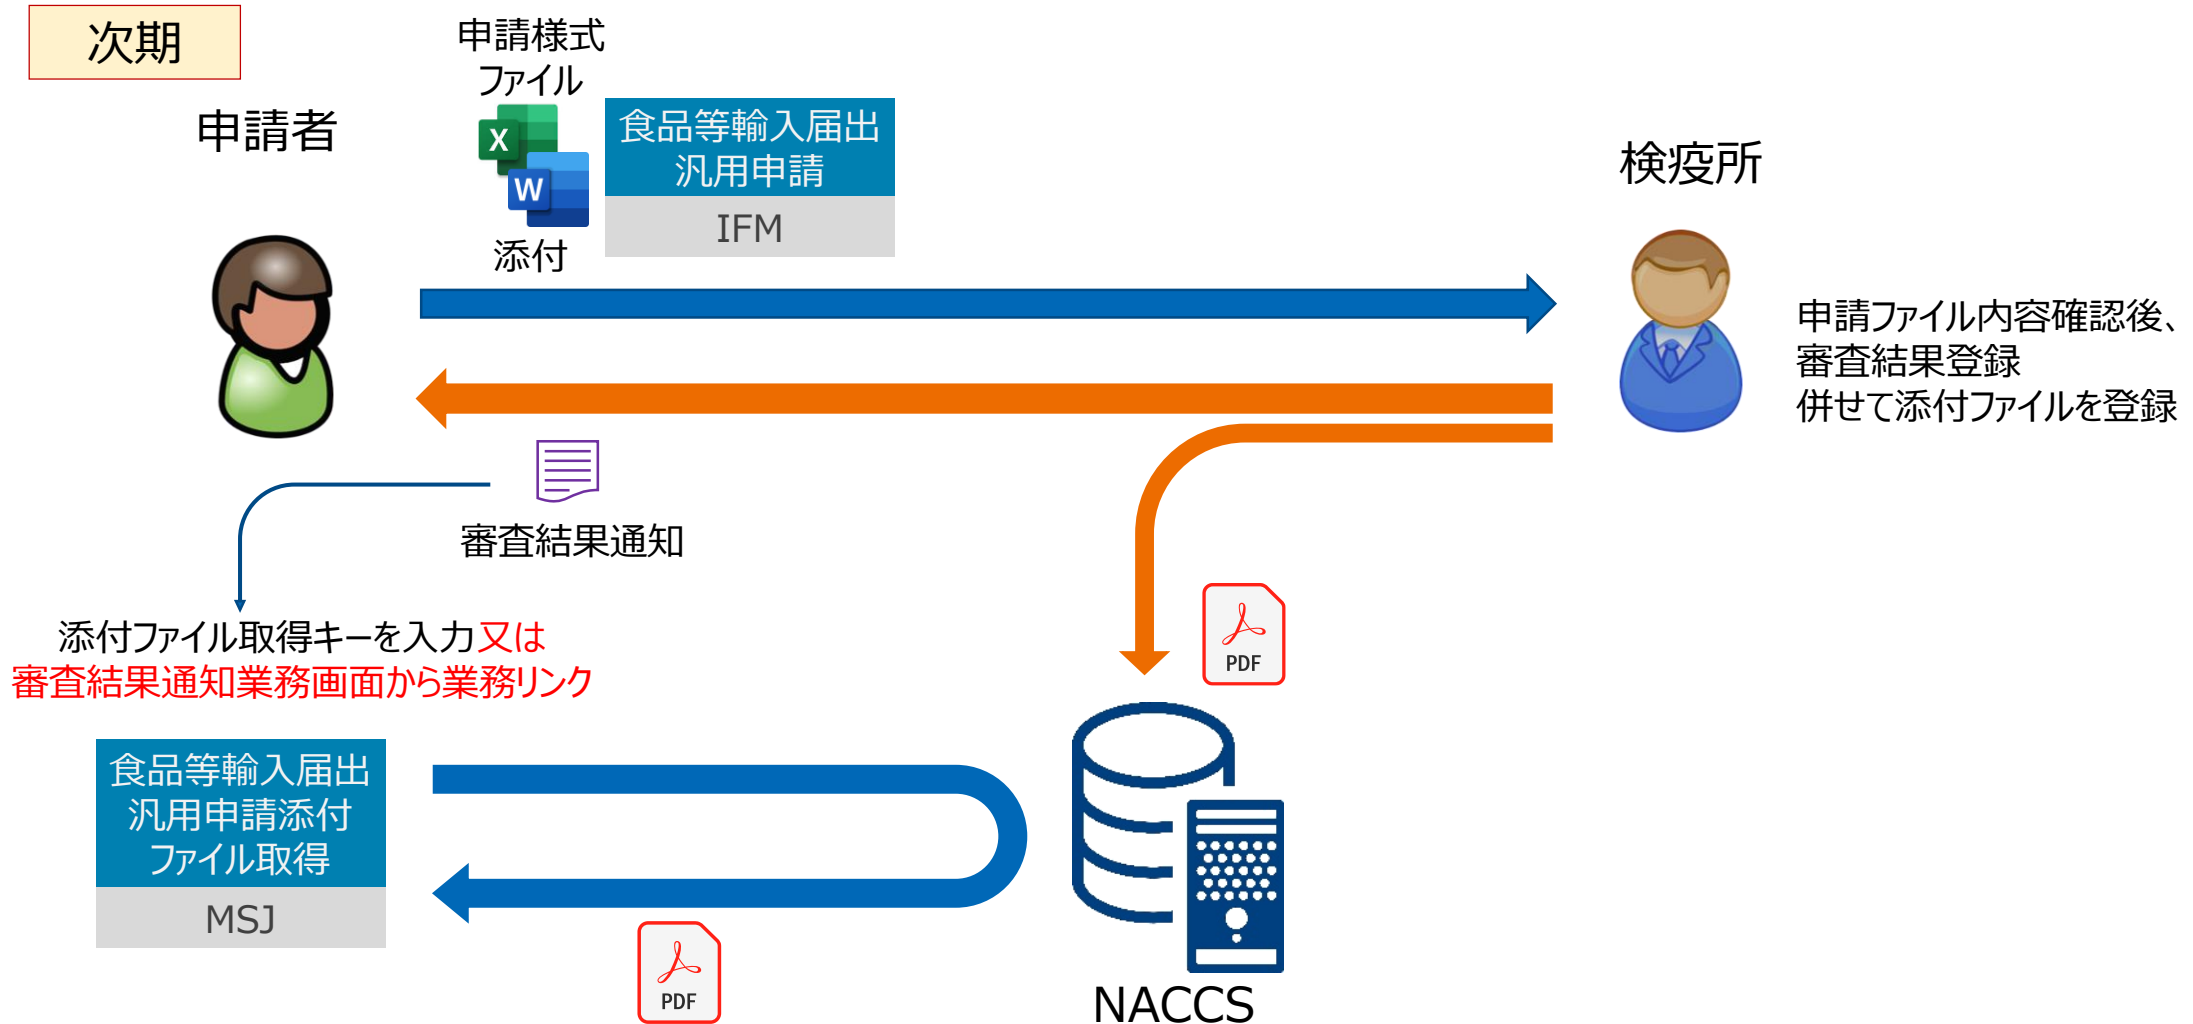 次期
申請者
申請様式
ファイル
X
W
添付
食品等輸入届出
汎用申請
IFM
検疫所
申請ファイル内容確認後、
審査結果登録
併せて添付ファイルを登録
審査結果通知
添付ファイル取得キーを入力又は
審査結果通知業務画面から業務リンク
PDF
食品等輸入届出
汎用申請添付
ファイル取得
MSJ
PDF
NACCS